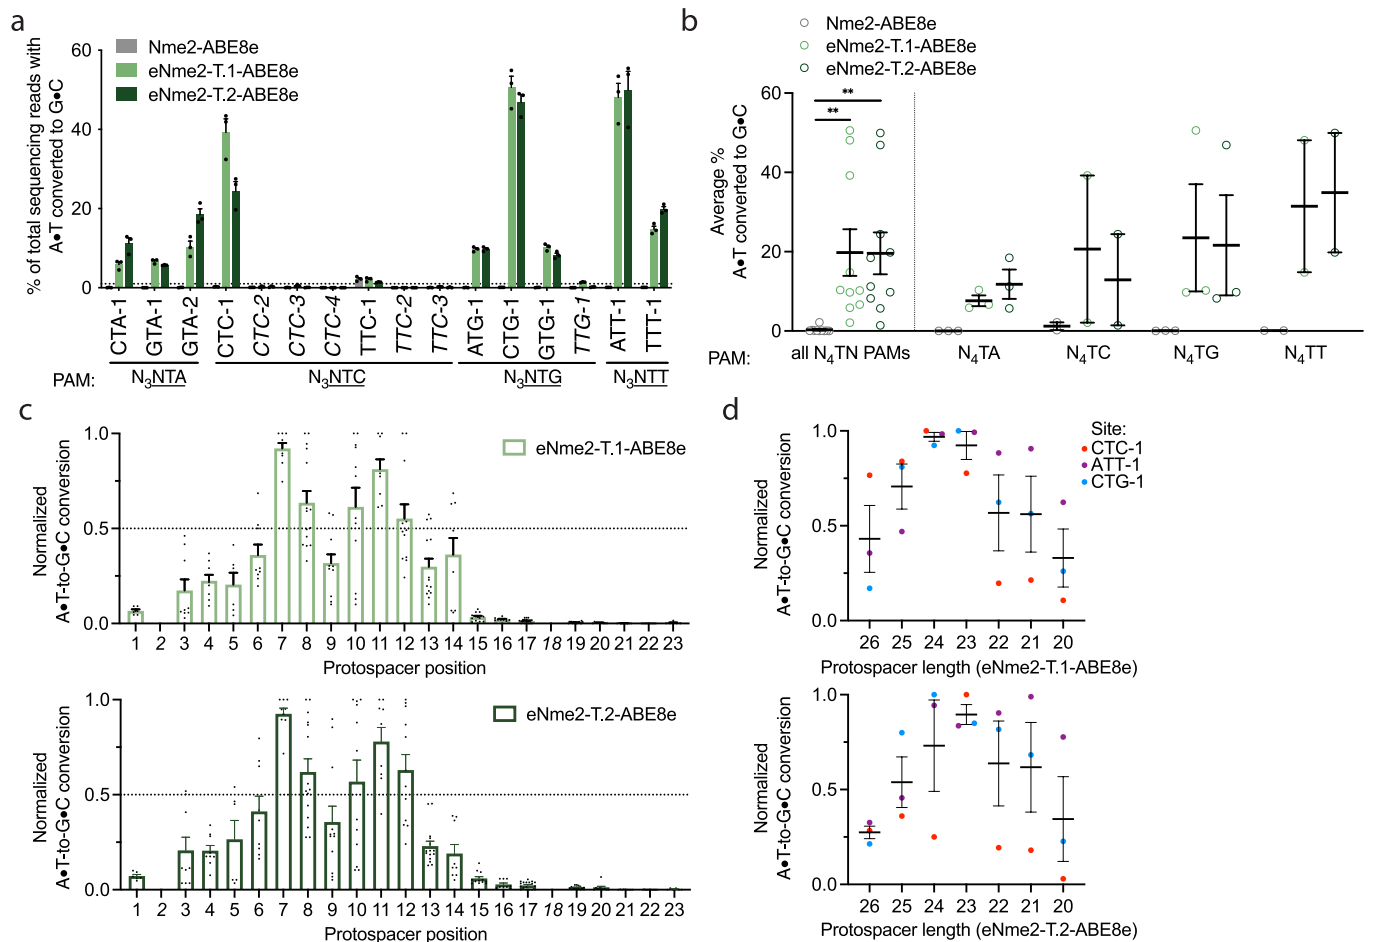 a
% of total sequencing reads with
A•T converted to G•C
Nme2-ABE8e
eNme2-T.1-ABE8e
eNme2-T.2-ABE8e
60
40
20
0
CTA-1
GTA-1
GTA-2
CTC-1
CTC-2
CTC-3
CTC-4
TTC-1
TTC-2
TTC-3
ATG-1
CTG-1
GTG-1
TTG-1
ATT-1
TTT-1
PAM:
N3NTA
N3NTC
N3NTG
N3NTT
b
Nme2-ABE8e
eNme2-T.1-ABE8e
eNme2-T.2-ABE8e
Average %
A•T converted to G•C
60
40
20
0
**
**
PAM:
all N4TN PAMs
N4TA
N4TC
N4TG
N4TT
c
Normalized
A•T-to-G•C conversion
1.0
0.5
0.0
eNme2-T.1-ABE8e
1 2 3 4 5 6 7 8 9 10 11 12 13 14 15 16 17 18 19 20 21 22 23
Protospacer position
Normalized
A•T-to-G•C conversion
1.0
0.5
0.0
eNme2-T.2-ABE8e
1 2 3 4 5 6 7 8 9 10 11 12 13 14 15 16 17 18 19 20 21 22 23
Protospacer position
d
Normalized
A•T-to-G•C conversion
1.0
0.5
0.0
Site:
CTC-1
ATT-1
CTG-1
26 25 24 23 22 21 20
Protospacer length (eNme2-T.1-ABE8e)
Normalized
A•T-to-G•C conversion
1.0
0.5
0.0
26 25 24 23 22 21 20
Protospacer length (eNme2-T.2-ABE8e)